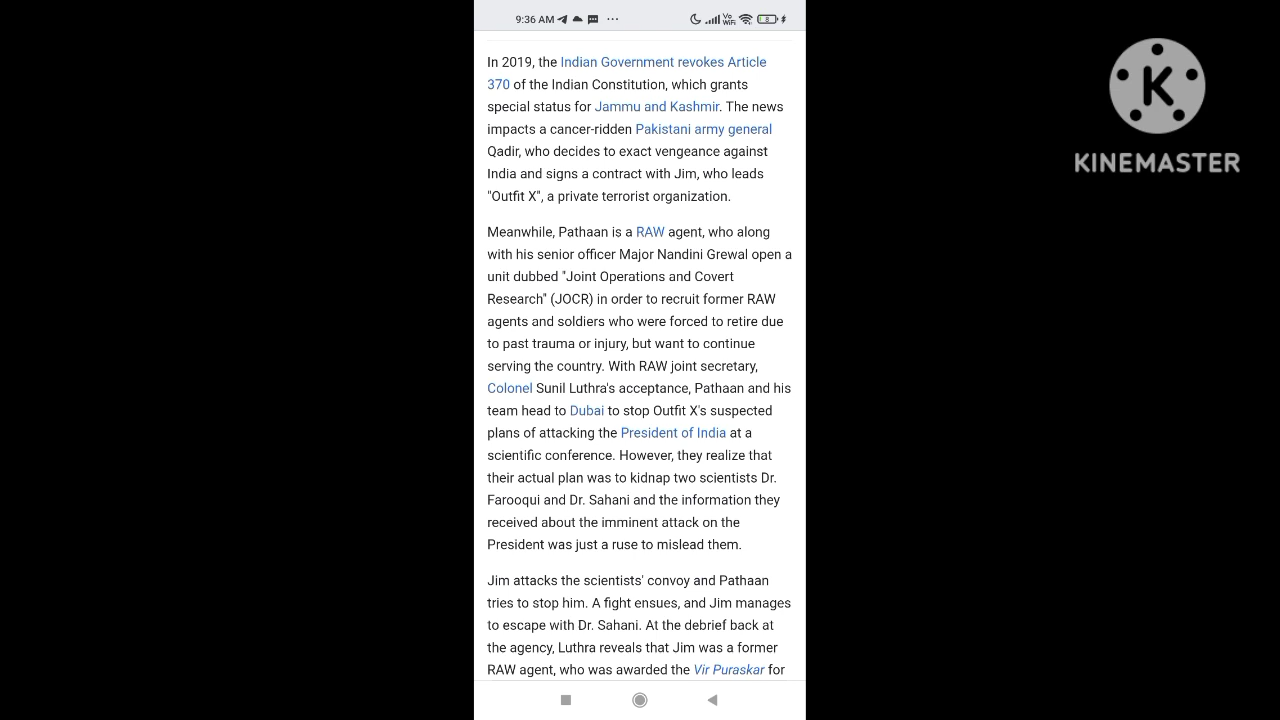 9:36 AM
Vo WiFi
8
In 2019, the Indian Government revokes Article
370 of the Indian Constitution, which grants
special status for Jammu and Kashmir. The news
impacts a cancer-ridden Pakistani army general
Qadir, who decides to exact vengeance against
India and signs a contract with Jim, who leads
"Outfit X", a private terrorist organization.
Meanwhile, Pathaan is a RAW agent, who along
with his senior officer Major Nandini Grewal open a
unit dubbed "Joint Operations and Covert
Research" (JOCR) in order to recruit former RAW
agents and soldiers who were forced to retire due
to past trauma or injury, but want to continue
serving the country. With RAW joint secretary,
Colonel Sunil Luthra's acceptance, Pathaan and his
team head to Dubai to stop Outfit X's suspected
plans of attacking the President of India at a
scientific conference. However, they realize that
their actual plan was to kidnap two scientists Dr.
Farooqui and Dr. Sahani and the information they
received about the imminent attack on the
President was just a ruse to mislead them.
Jim attacks the scientists' convoy and Pathaan
tries to stop him. A fight ensues, and Jim manages
to escape with Dr. Sahani. At the debrief back at
the agency, Luthra reveals that Jim was a former
RAW agent, who was awarded the Vir Puraskar for
K
KINEMASTER